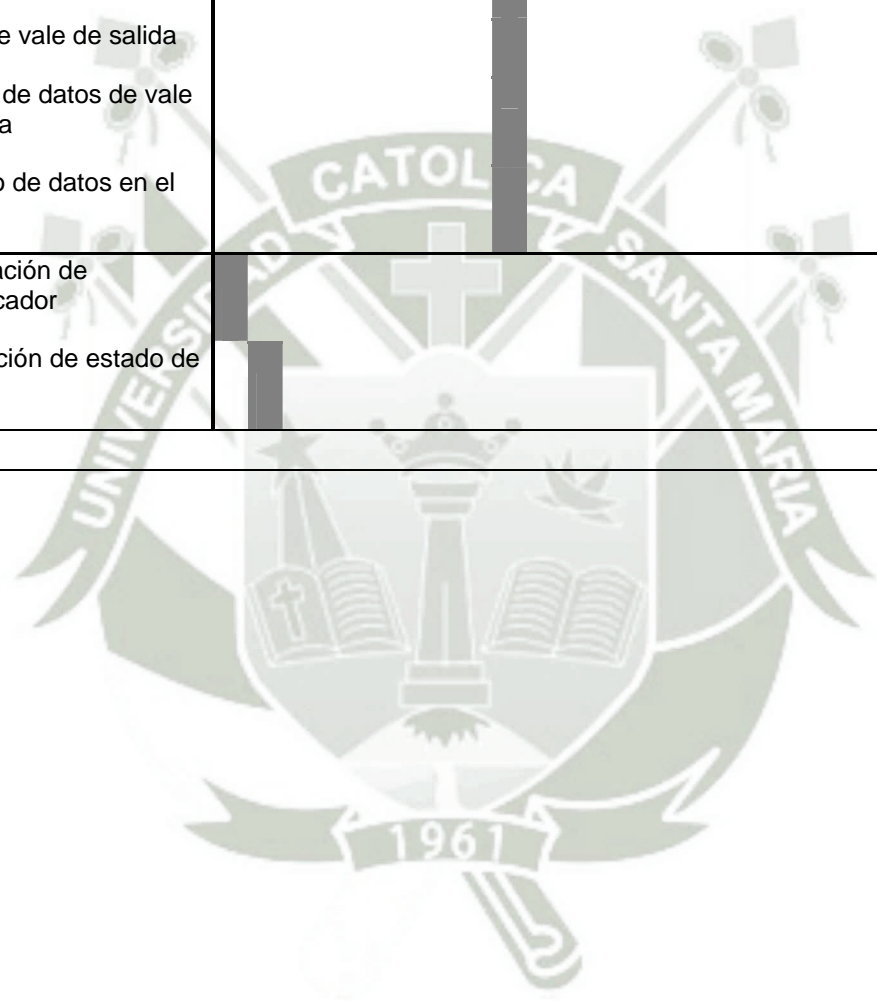 e vale de salida
de datos de vale
a
o de datos en el
ación de
cador
ción de estado de
UNIVERSIDAD CATOLICA SANTA MARIA
1961